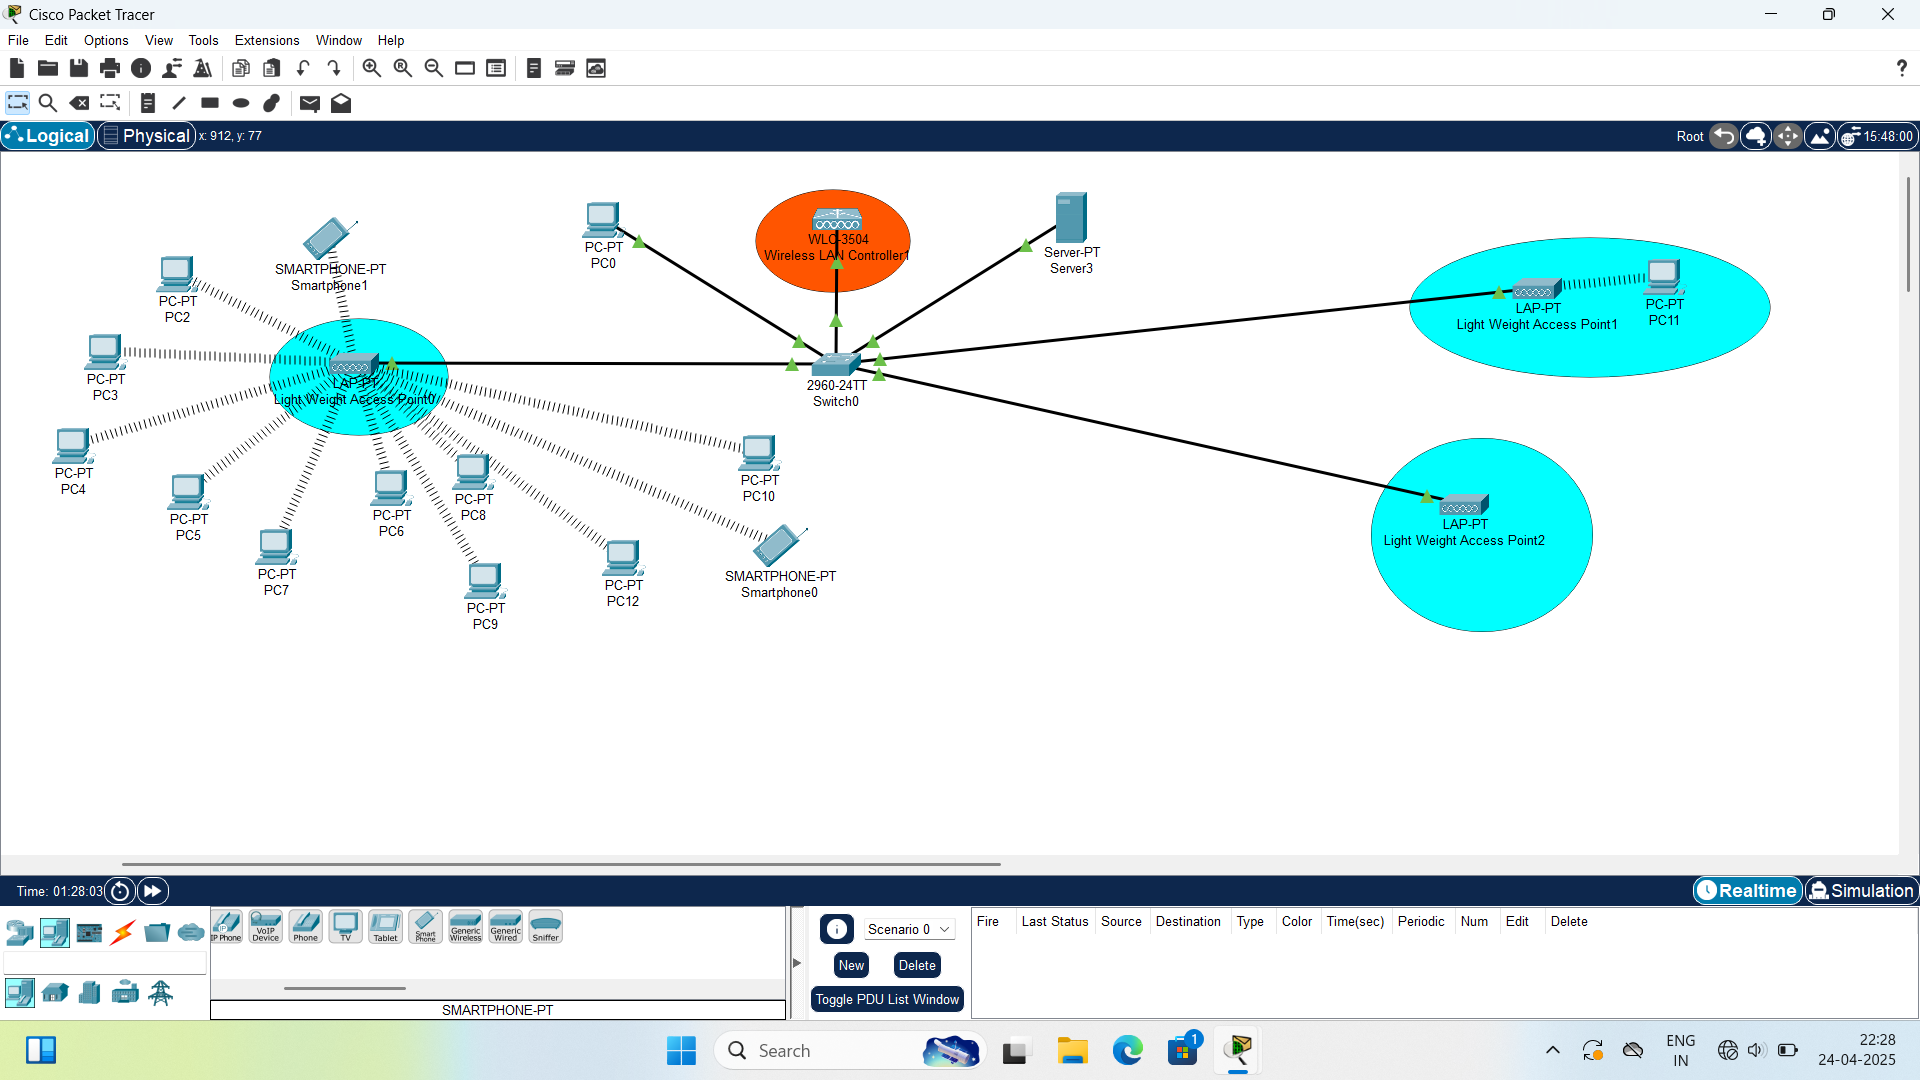 Cisco Packet Tracer
File Edit Options View Tools Extensions Window Help
Logical Physical x: 912, y: 77 Root 15:48:00
SMARTPHONE-PT
Smartphone1
PC-PT
PC2
PC-PT
PC3
PC-PT
PC4
PC-PT
PC5
PC-PT
PC7
PC-PT
PC6
PC-PT
PC8
PC-PT
PC9
PC-PT
PC12
SMARTPHONE-PT
Smartphone0
PC-PT
PC10
LAP-PT
Light Weight Access Point0
PC-PT
PC0
WLC-3504
Wireless LAN Controller1
Server-PT
Server3
2960-24TT
Switch0
LAP-PT
Light Weight Access Point1
PC-PT
PC11
LAP-PT
Light Weight Access Point2
Time: 01:28:03 Realtime Simulation
IP Phone
VoIP Device
Phone
TV
Tablet
Smart Phone
Generic Wireless
Generic Wired
Sniffer
SMARTPHONE-PT
Scenario 0
New Delete
Toggle PDU List Window
Fire Last Status Source Destination Type Color Time(sec) Periodic Num Edit Delete
Search
1
ENG
IN
22:28
24-04-2025